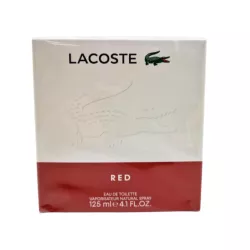 LACOSTE
RED
EAU DE TOILETTE
VAPORISATEUR NATURAL SPRAY
125 ml ℮ 4.1 FL.OZ.